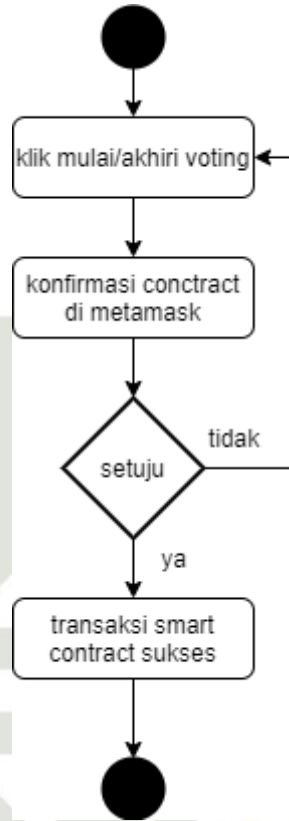 klik mulai/akhiri voting
konfirmasi conctract
di metamask
setuju
tidak
ya
transaksi smart
contract sukses